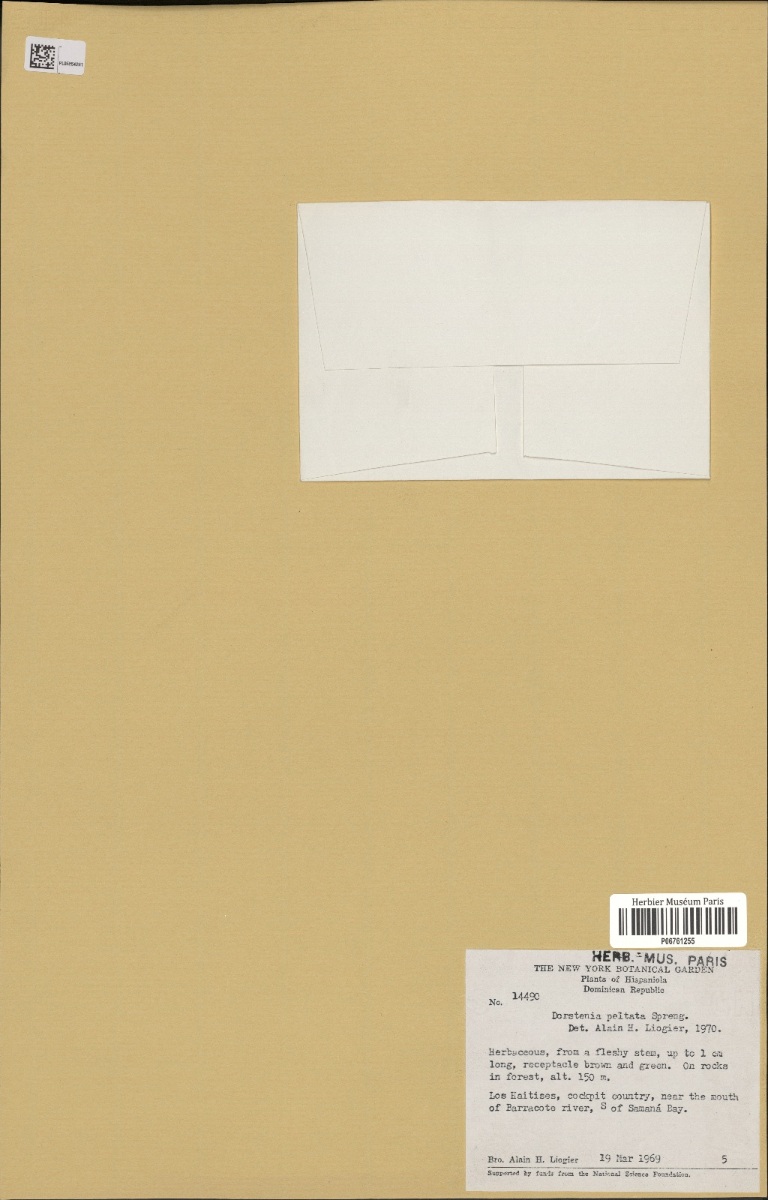 Herbier Muséum Paris
P06781255
HERB. MUS. PARIS
THE NEW YORK BOTANICAL GARDEN
Plants of Hispaniola
Dominican Republic
No. 14490
Dorstenia peltata Spreng.
Det. Alain H. Liogier, 1970.
Herbaceous, from a fleshy stem, up to 1 cm
long, receptacle brown and green. On rocks
in forest, alt. 150 m.
Los Haitises, cockpit country, near the mouth
of Barracote river, S of Samaná Bay.
Bro. Alain H. Liogier 19 Mar 1969 5
Supported by funds from the National Science Foundation.